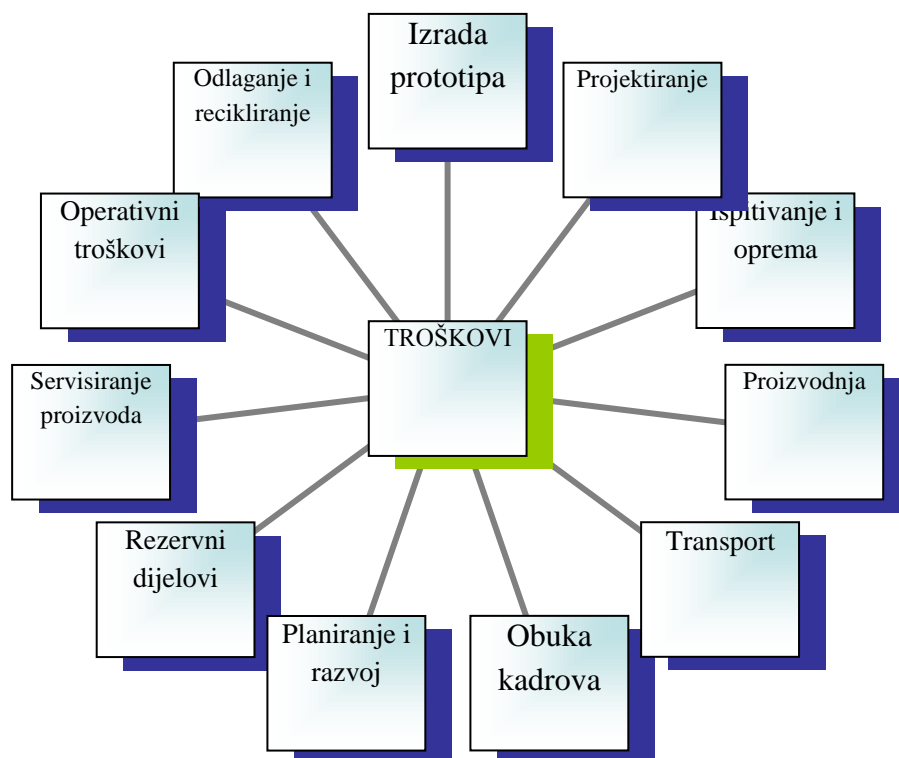 Izrada
prototipa
Projektiranje
Ispitivanje i
oprema
Proizvodnja
Transport
Obuka
kadrova
Planiranje i
razvoj
Rezervni
dijelovi
Servisiranje
proizvoda
Operativni
troškovi
Odlaganje i
recikliranje
TROŠKOVI